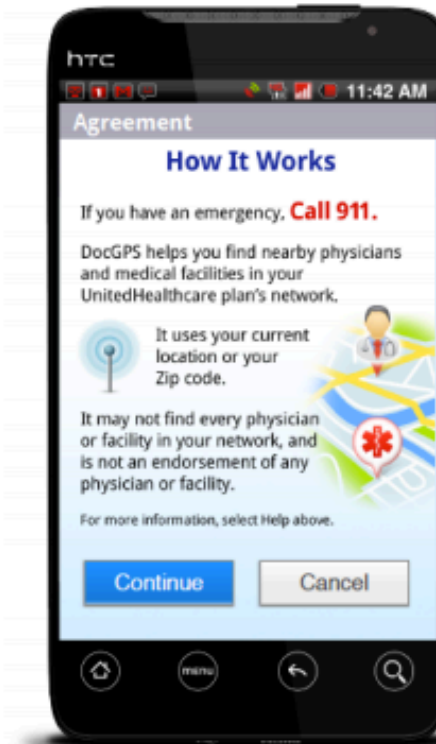 hTC
11:42 AM
Agreement
How It Works
If you have an emergency, Call 911.
DocGPS helps you find nearby physicians
and medical facilities in your
UnitedHealthcare plan's network.
It uses your current
location or your
Zip code.
It may not find every physician
or facility in your network, and
is not an endorsement of any
physician or facility.
For more information, select Help above.
Continue
Cancel
menu